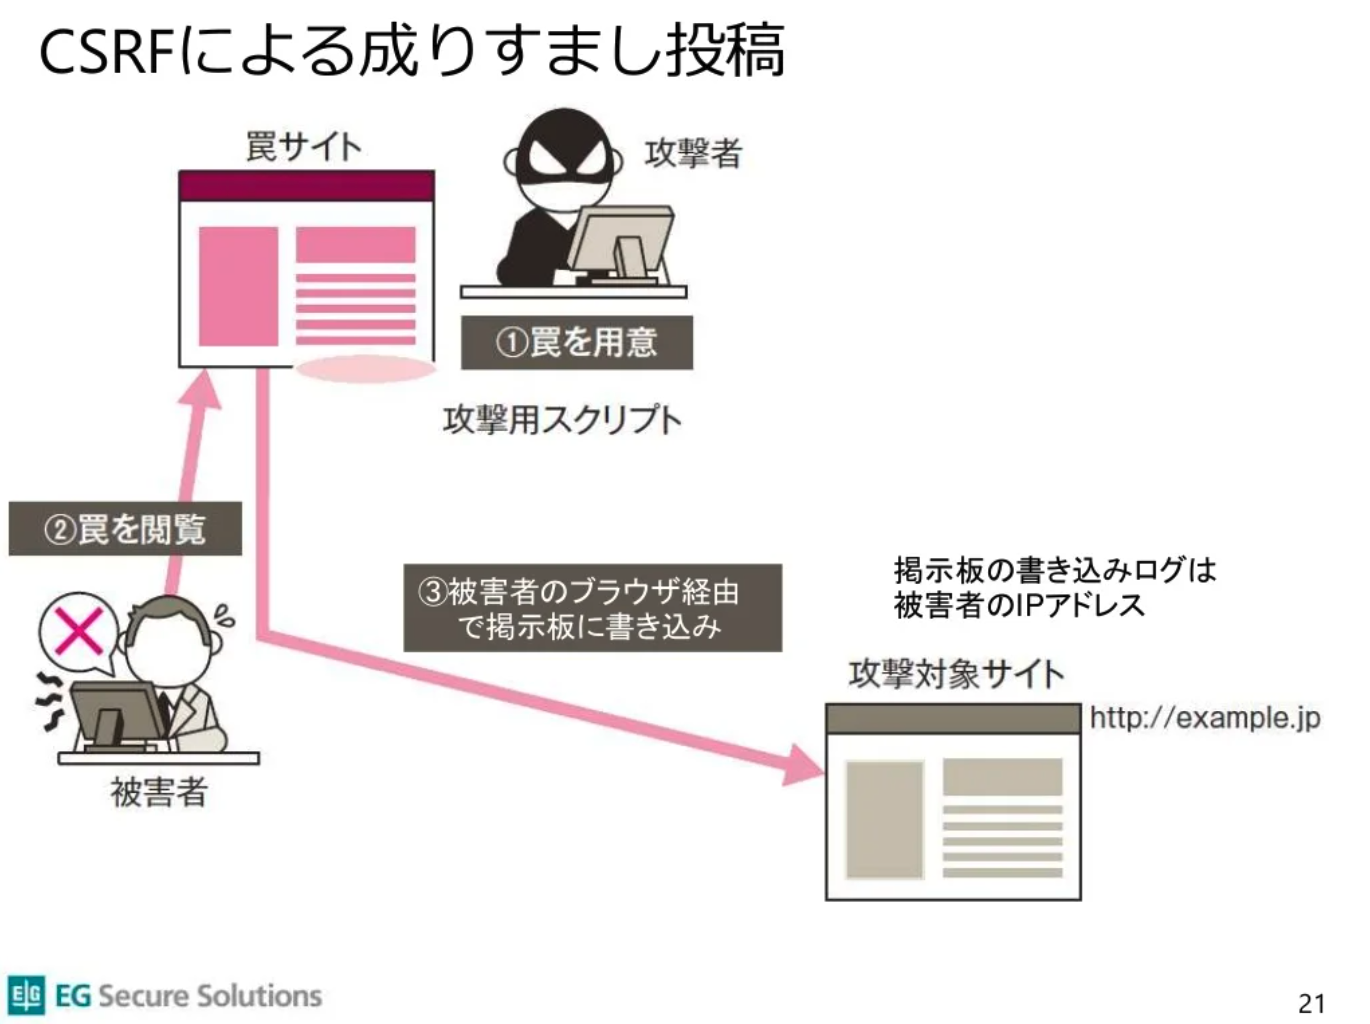 CSRFによる成りすまし投稿
罠サイト
攻撃者
①罠を用意
攻撃用スクリプト
②罠を閲覧
③被害者のブラウザ経由
で掲示板に書き込み
掲示板の書き込みログは
被害者のIPアドレス
攻撃対象サイト
http://example.jp
被害者
EG EG Secure Solutions
21